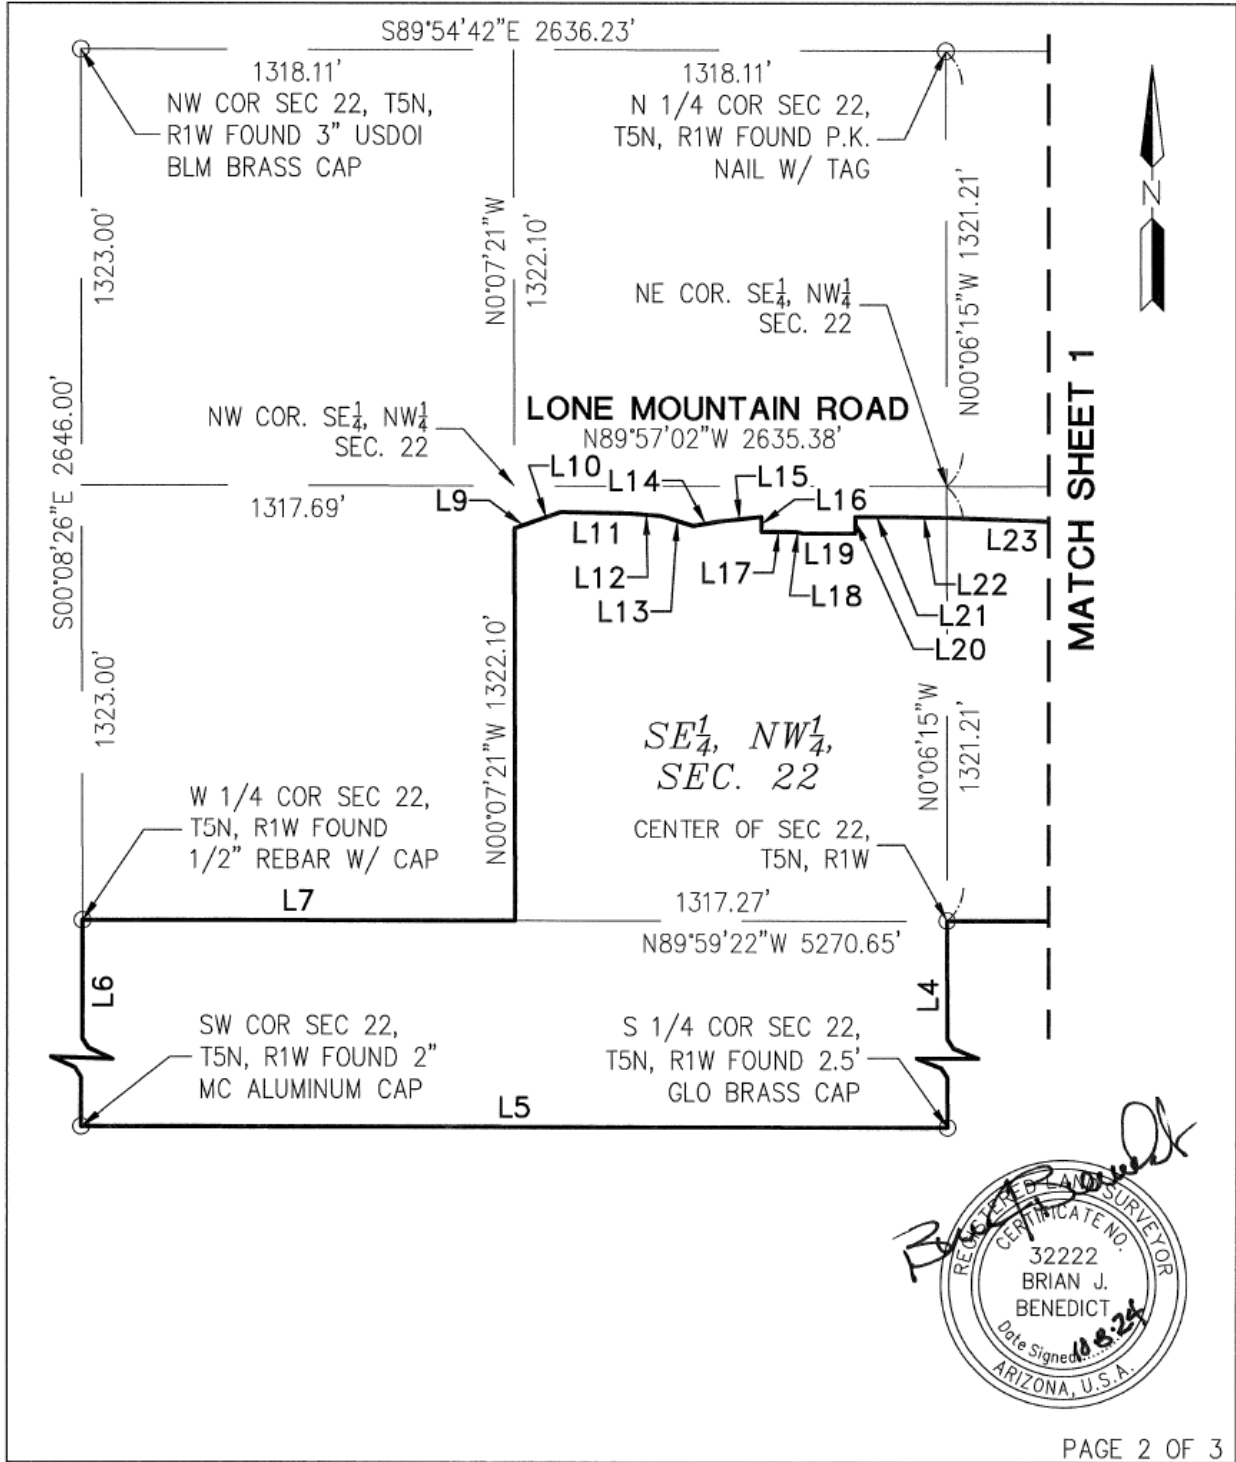 S89°54'42"E 2636.23'
1318.11'
1318.11'
NW COR SEC 22, T5N,
R1W FOUND 3" USDOI
BLM BRASS CAP
N 1/4 COR SEC 22,
T5N, R1W FOUND P.K.
NAIL W/ TAG
N
1323.00'
N0°07'21"W
1322.10'
N00°06'15"W 1321.21'
NE COR. SE¼, NW¼
SEC. 22
S00°08'26"E 2646.00'
NW COR. SE¼, NW¼
SEC. 22
LONE MOUNTAIN ROAD
N89°57'02"W 2635.38'
MATCH SHEET 1
1317.69'
L9
L10
L14
L15
L16
L11
L12
L13
L17
L18
L19
L20
L21
L22
L23
1323.00'
N00°07'21"W 1322.10'
SE¼, NW¼,
SEC. 22
N0°06'15"W
1321.21'
W 1/4 COR SEC 22,
T5N, R1W FOUND
1/2" REBAR W/ CAP
CENTER OF SEC 22,
T5N, R1W
L7
1317.27'
N89°59'22"W 5270.65'
L6
L4
SW COR SEC 22,
T5N, R1W FOUND 2"
MC ALUMINUM CAP
S 1/4 COR SEC 22,
T5N, R1W FOUND 2.5'
GLO BRASS CAP
L5
REGISTERED LAND SURVEYOR
CERTIFICATE NO.
32222
BRIAN J.
BENEDICT
Date Signed
ARIZONA, U.S.A.
PAGE 2 OF 3